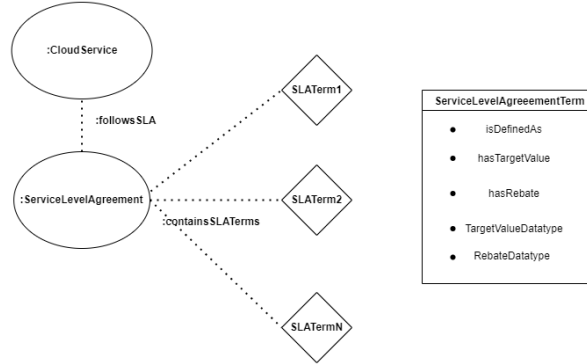 :CloudService
:followsSLA
:ServiceLevelAgreement
:containsSLATerms
SLATerm1
SLATerm2
SLATermN
ServiceLevelAgreeementTerm
isDefinedAs
hasTargetValue
hasRebate
TargetValueDatatype
RebateDatatype